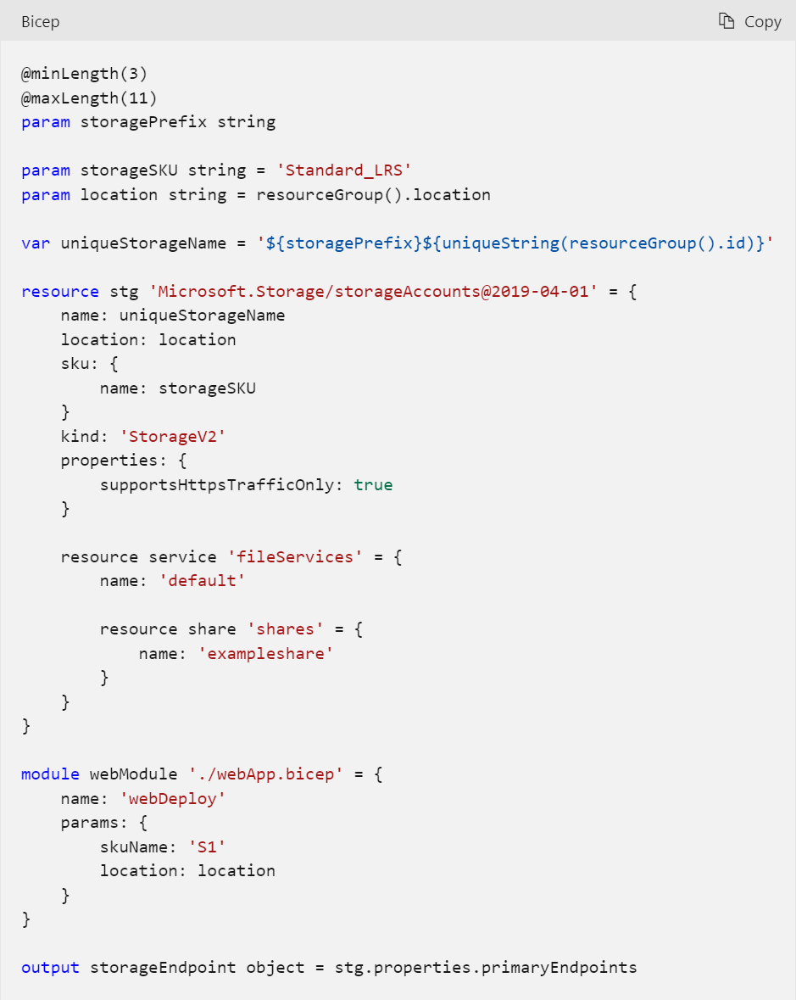 Bicep
Copy
@minLength(3)
@maxLength(11)
param storagePrefix string
param storageSKU string = 'Standard_LRS'
param location string = resourceGroup().location
var uniqueStorageName = '${storagePrefix}${uniqueString(resourceGroup().id)}'
resource stg 'Microsoft.Storage/storageAccounts@2019-04-01' = {
    name: uniqueStorageName
    location: location
    sku: {
        name: storageSKU
    }
    kind: 'StorageV2'
    properties: {
        supportsHttpsTrafficOnly: true
    }
    resource service 'fileServices' = {
        name: 'default'
        resource share 'shares' = {
            name: 'exampleshare'
        }
    }
}
module webModule './webApp.bicep' = {
    name: 'webDeploy'
    params: {
        skuName: 'S1'
        location: location
    }
}
output storageEndpoint object = stg.properties.primaryEndpoints